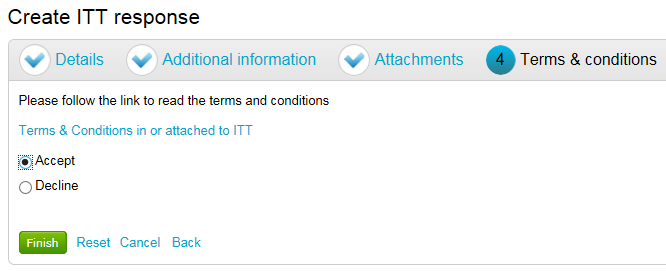 Create ITT response
Details Additional information Attachments 4 Terms & conditions
Please follow the link to read the terms and conditions
Terms & Conditions in or attached to ITT
Accept
Decline
Finish Reset Cancel Back